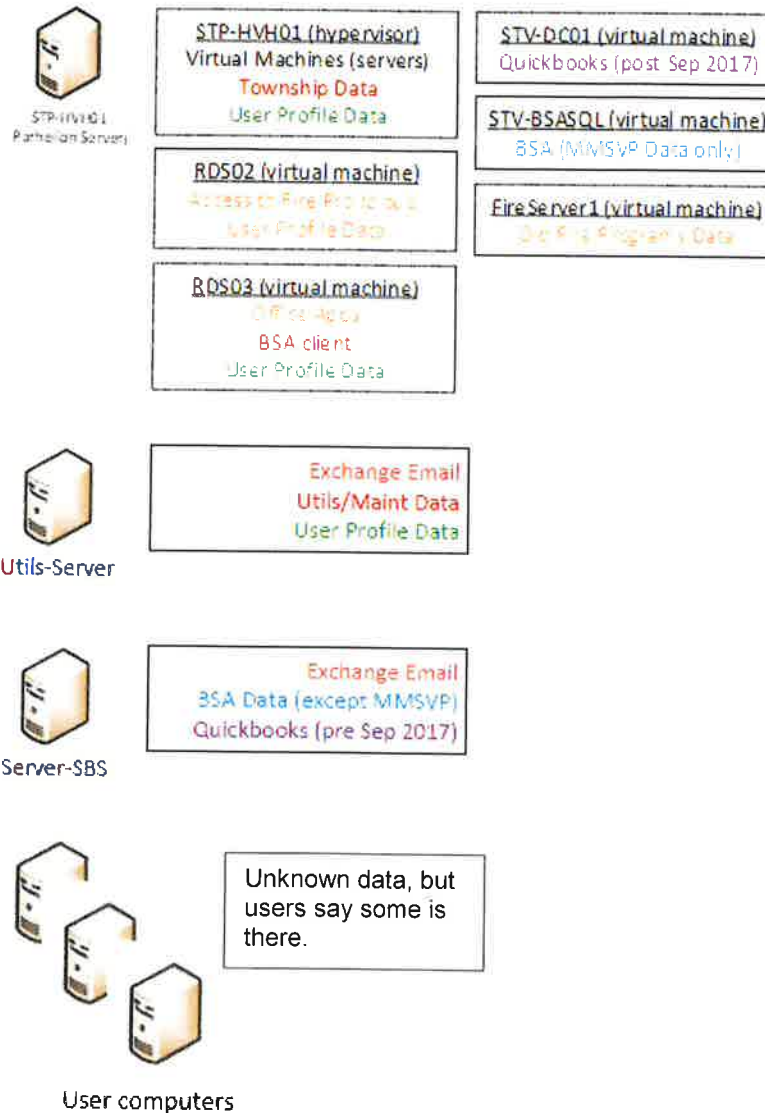 STP-HVH01
STP-HVH01 (hypervisor)
Virtual Machines (servers)
Township Data
User Profile Data
STV-DC01 (virtual machine)
Quickbooks (post Sep 2017)
STV-BSASQL (virtual machine)
BSA (MMSVP Data only)
RDS02 (virtual machine)
Access to Fire
User Profile Data
FireServer1 (virtual machine)
Data
RDS03 (virtual machine)
Office Apps
BSA client
User Profile Data
Exchange Email
Utils/Maint Data
User Profile Data
Utils-Server
Exchange Email
BSA Data (except MMSVP)
Quickbooks (pre Sep 2017)
Server-SBS
Unknown data, but
users say some is
there.
User computers